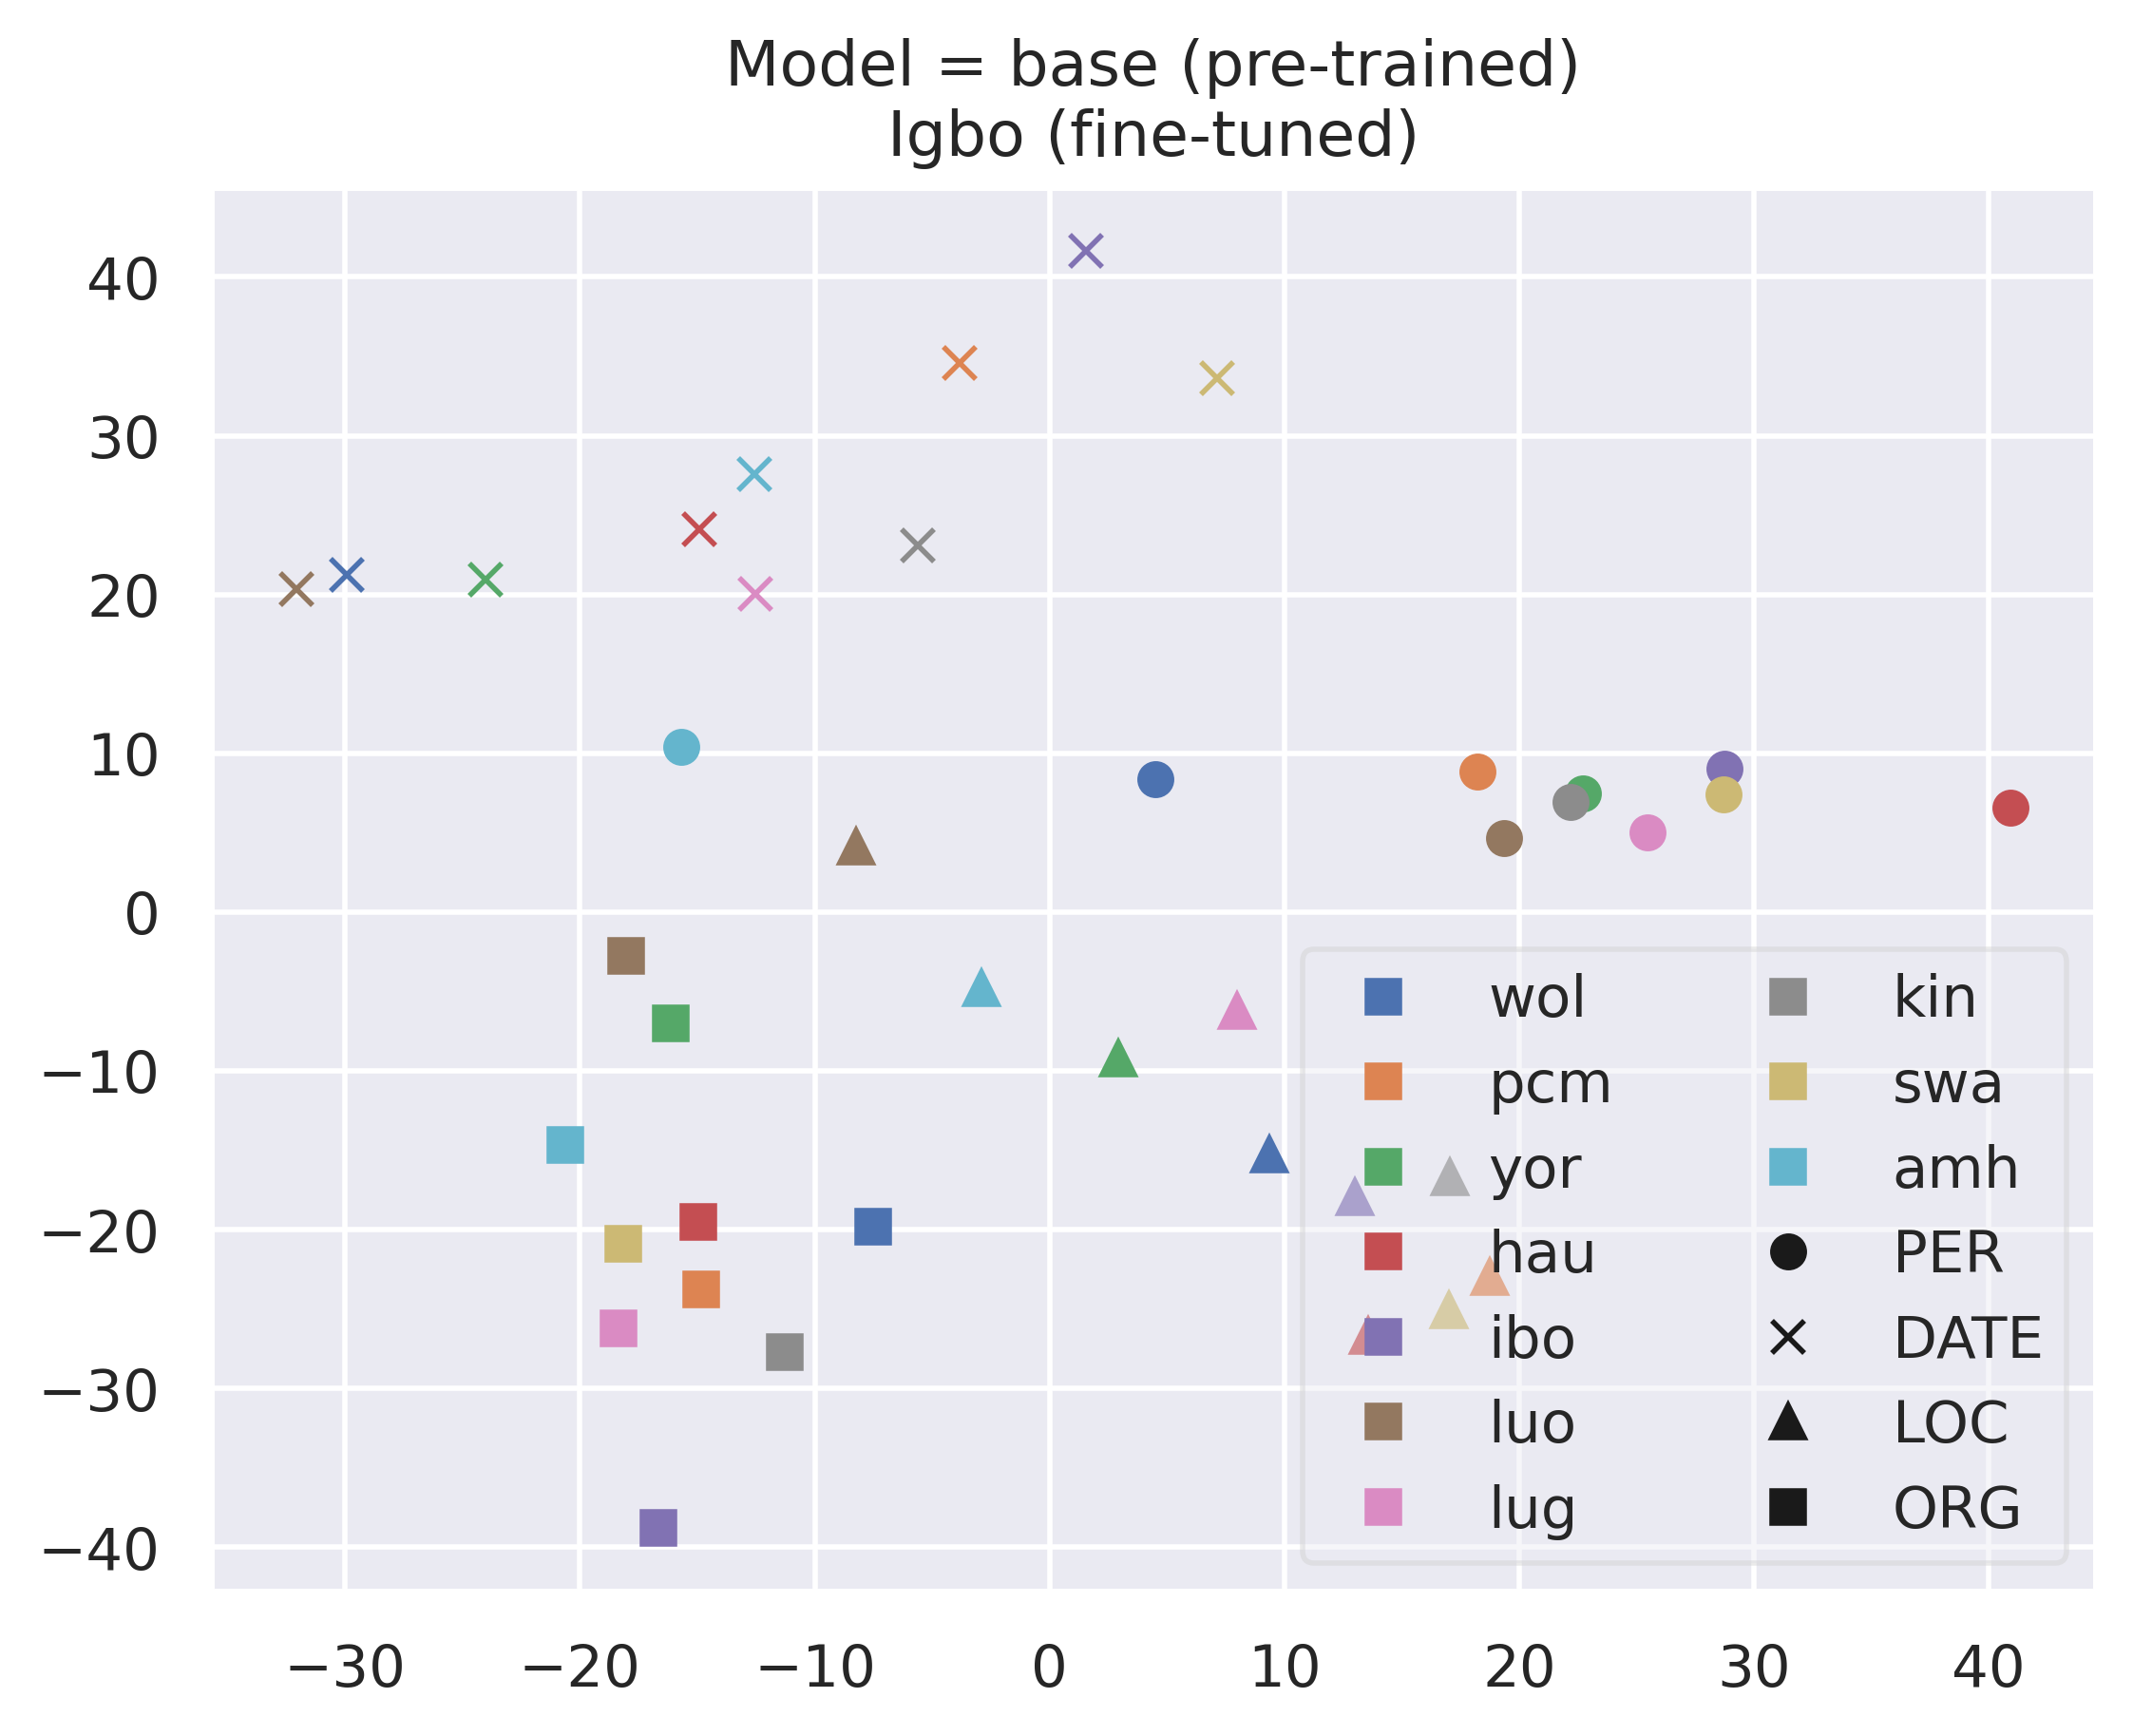 Model = base (pre-trained)
Igbo (fine-tuned)
40
30
20
10
0
−10
−20
−30
−40
−30 −20 −10 0 10 20 30 40
wol kin
pcm swa
yor amh
hau PER
ibo DATE
luo LOC
lug ORG